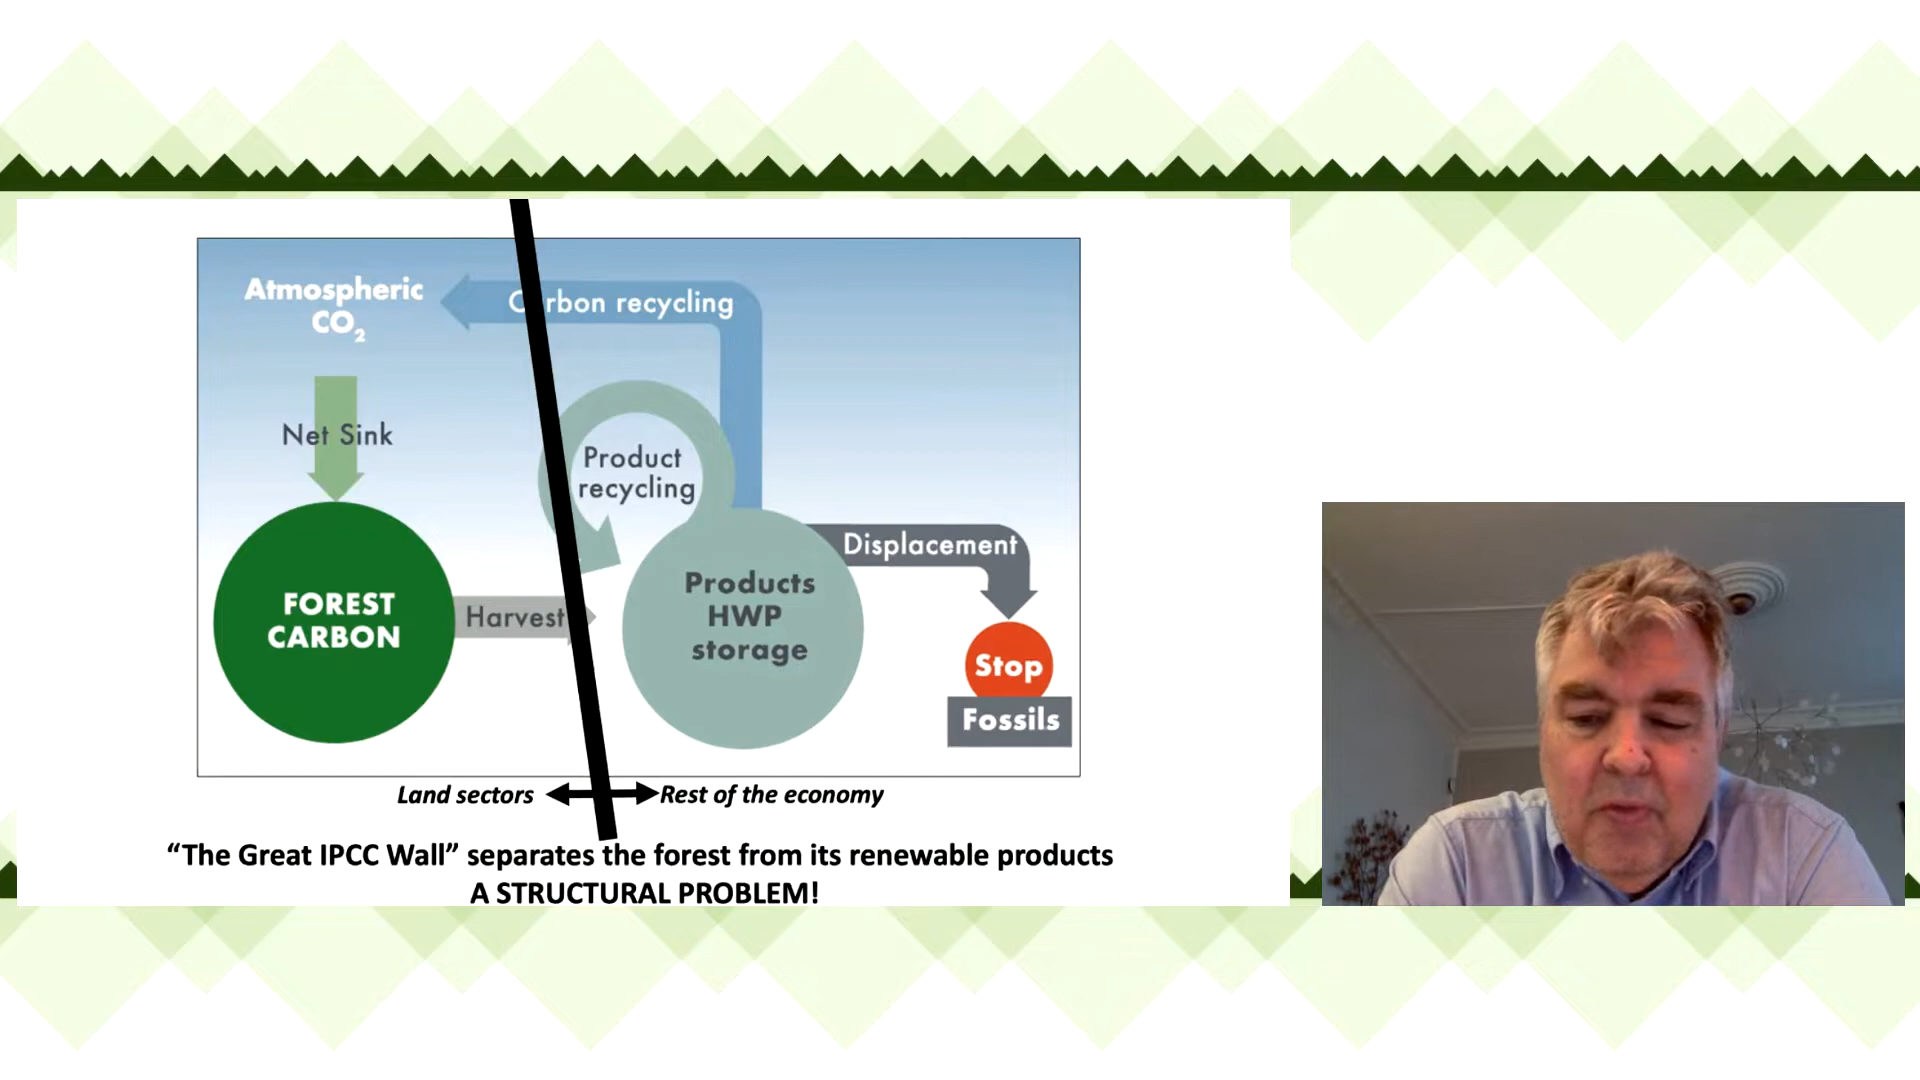 Atmospheric
CO₂
Carbon recycling
Net Sink
Product
recycling
Displacement
FOREST
CARBON
Harvest
Products
HWP
storage
Stop
Fossils
Land sectors
Rest of the economy
“The Great IPCC Wall” separates the forest from its renewable products
A STRUCTURAL PROBLEM!